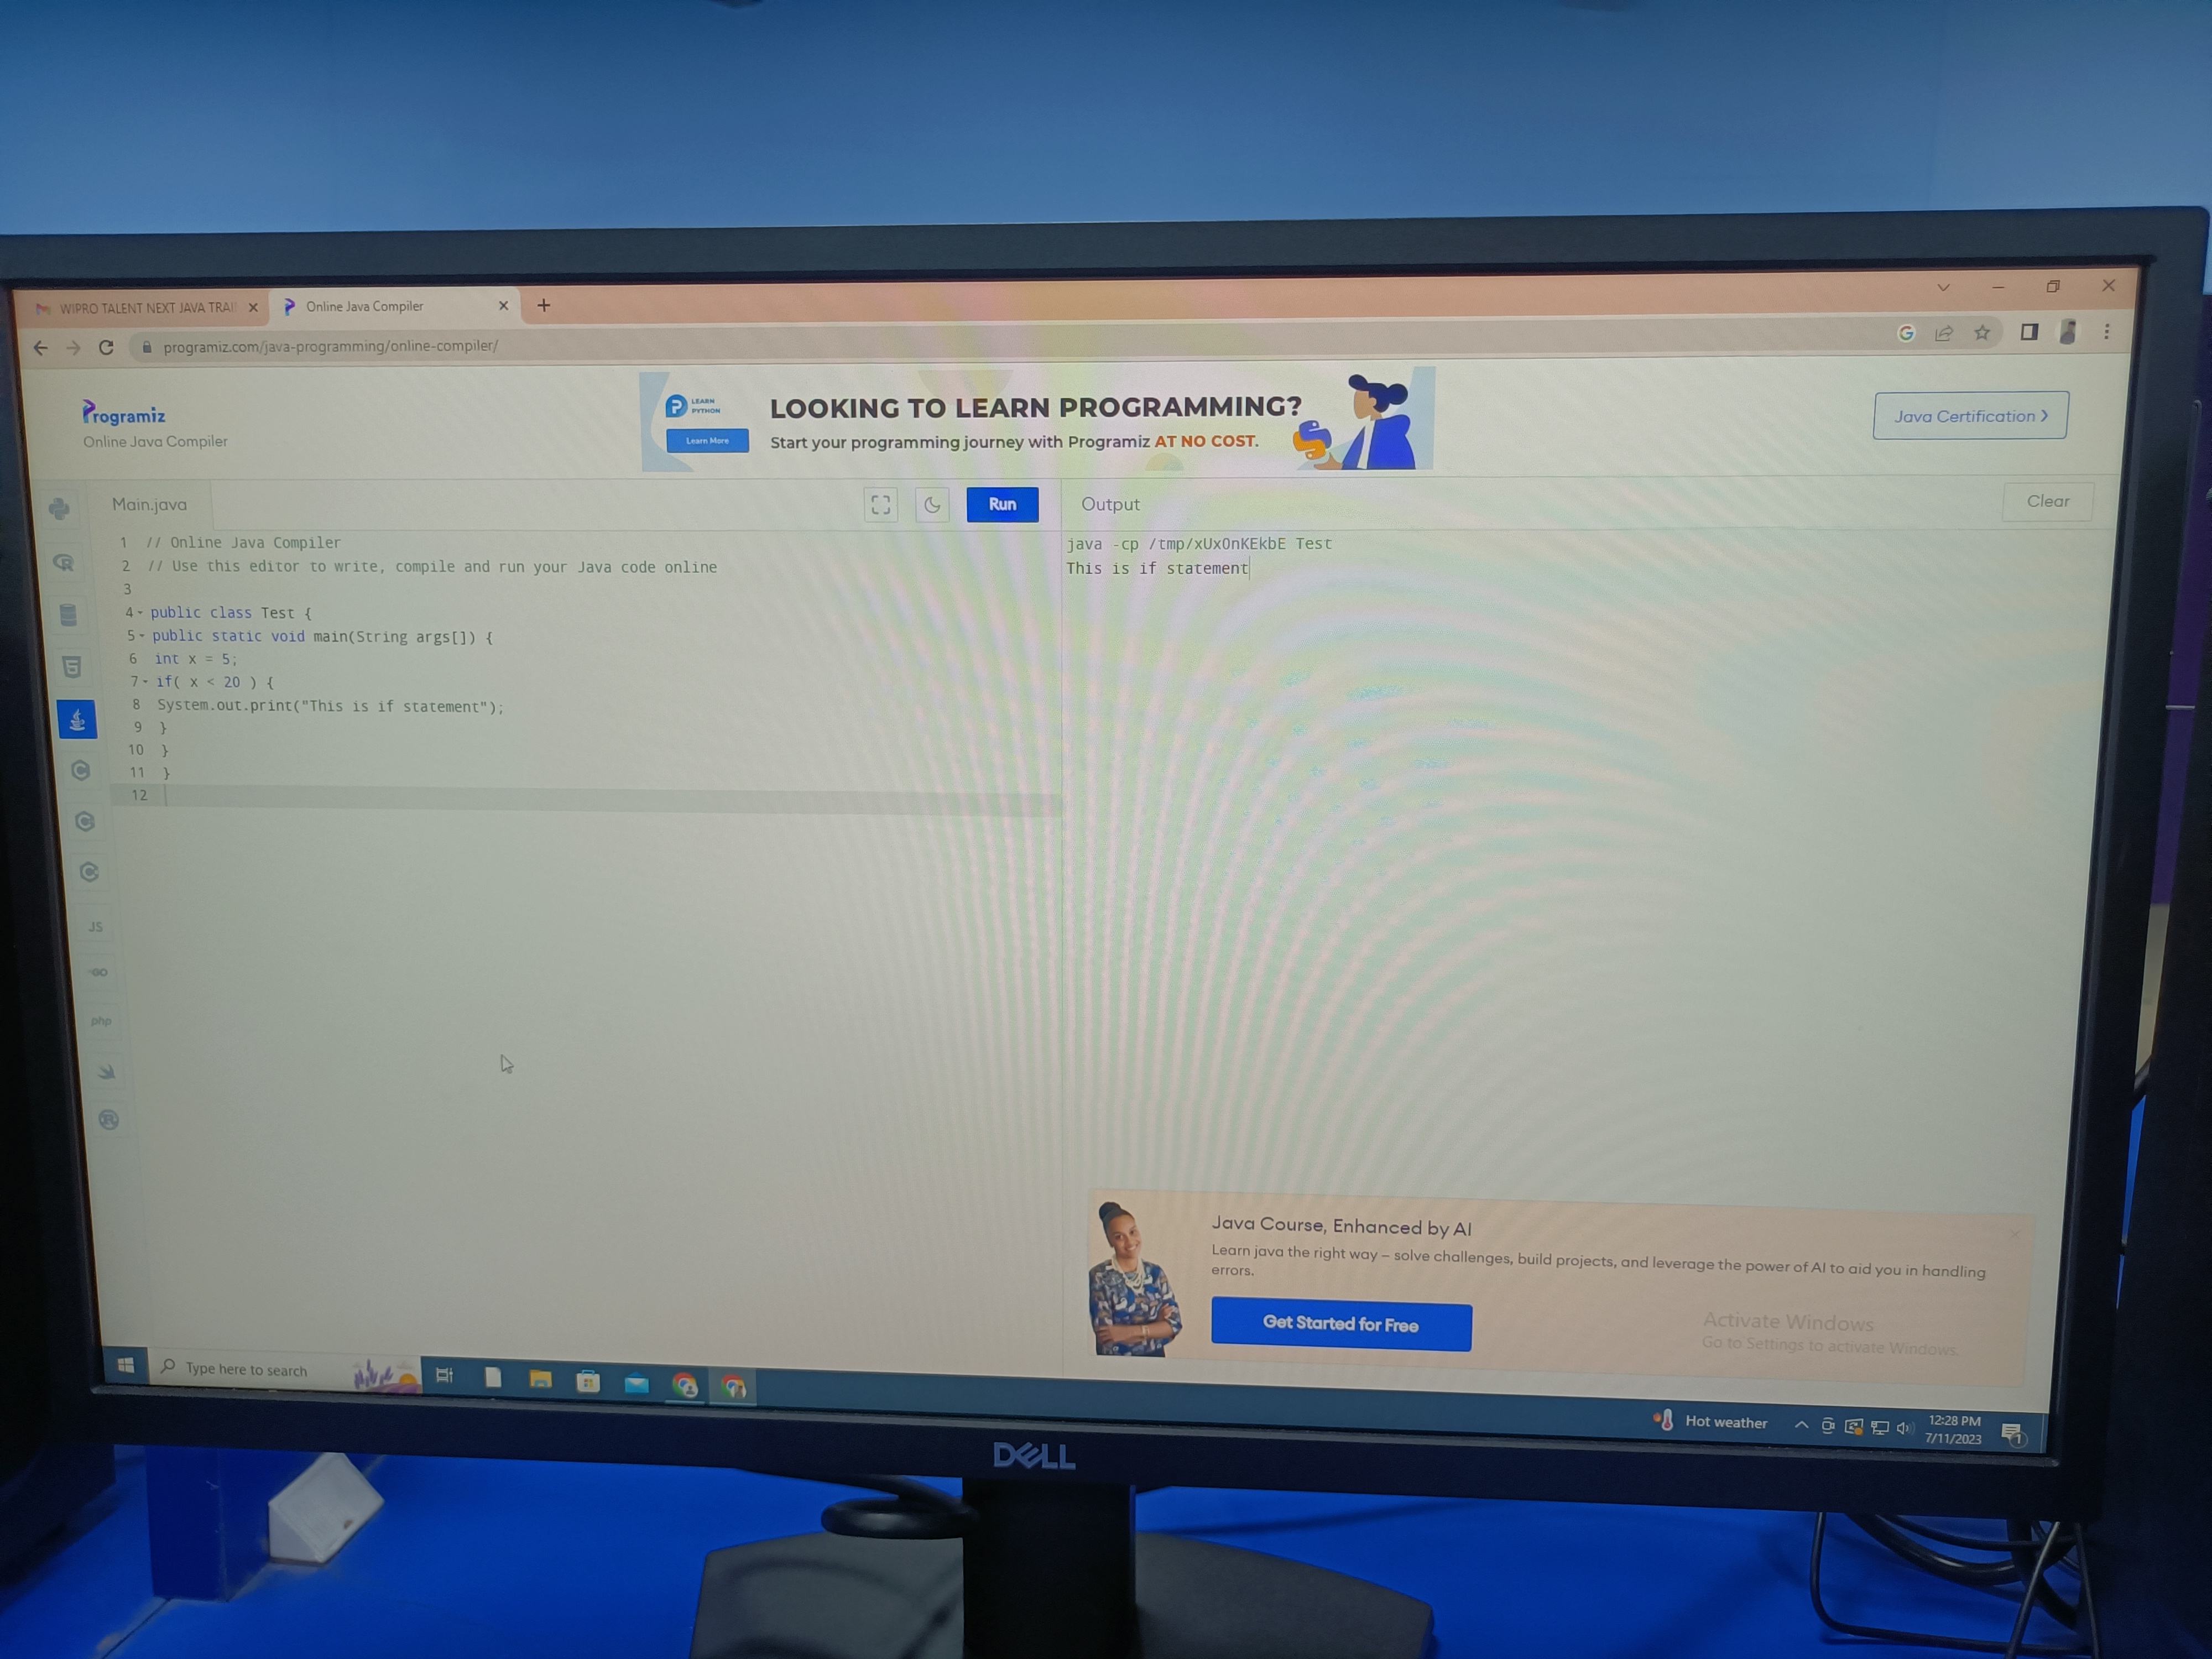 WIPRO TALENT NEXT JAVA TRAI
Online Java Compiler
programiz.com/java-programming/online-compiler/
Programiz
Online Java Compiler
LEARN
PYTHON
Learn More
LOOKING TO LEARN PROGRAMMING?
Start your programming journey with Programiz AT NO COST.
Java Certification >
Main.java
Run
Output
Clear
1 // Online Java Compiler
2 // Use this editor to write, compile and run your Java code online
3
4 public class Test {
5 public static void main(String args[]) {
6 int x = 5;
7 if( x < 20 ) {
8 System.out.print("This is if statement");
9 }
10 }
11 }
12
java -cp /tmp/xUxOnKEkbE Test
This is if statement
JS
GO
php
Java Course, Enhanced by AI
Learn java the right way – solve challenges, build projects, and leverage the power of AI to aid you in handling
errors.
Get Started for Free
Activate Windows
Go to Settings to activate Windows.
Type here to search
Hot weather
12:28 PM
7/11/2023
1
DELL